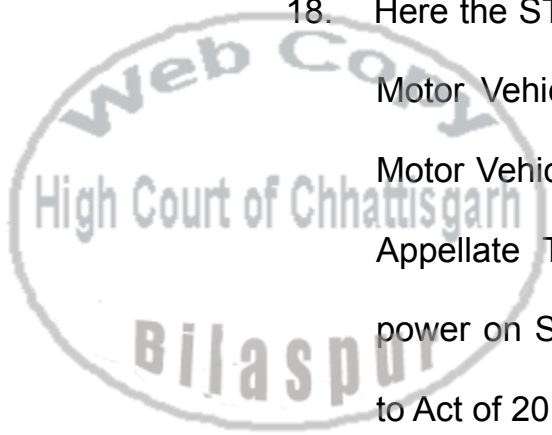 18. Here the ST
Motor Vehic
Motor Vehic
Appellate T
power on S
to Act of 20
Web Copy
High Court of Chhattisgarh
Bilaspur